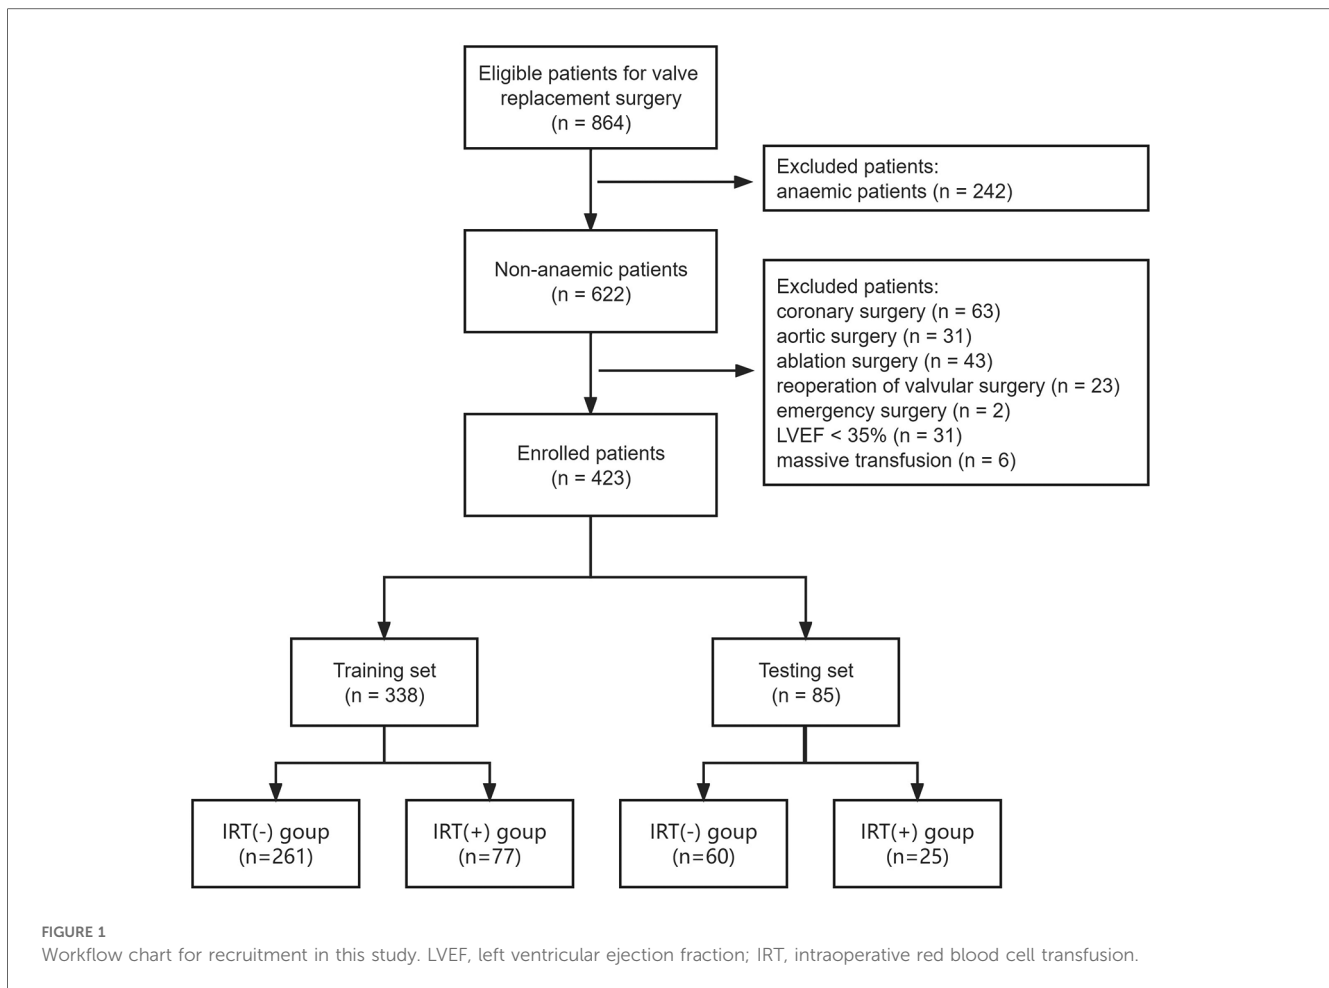 Eligible patients for valve
replacement surgery
(n = 864)
Excluded patients:
anaemic patients (n = 242)
Non-anaemic patients
(n = 622)
Excluded patients:
coronary surgery (n = 63)
aortic surgery (n = 31)
ablation surgery (n = 43)
reoperation of valvular surgery (n = 23)
emergency surgery (n = 2)
LVEF < 35% (n = 31)
massive transfusion (n = 6)
Enrolled patients
(n = 423)
Training set
(n = 338)
Testing set
(n = 85)
IRT(-) goup
(n=261)
IRT(+) goup
(n=77)
IRT(-) goup
(n=60)
IRT(+) goup
(n=25)
FIGURE 1
Workflow chart for recruitment in this study. LVEF, left ventricular ejection fraction; IRT, intraoperative red blood cell transfusion.